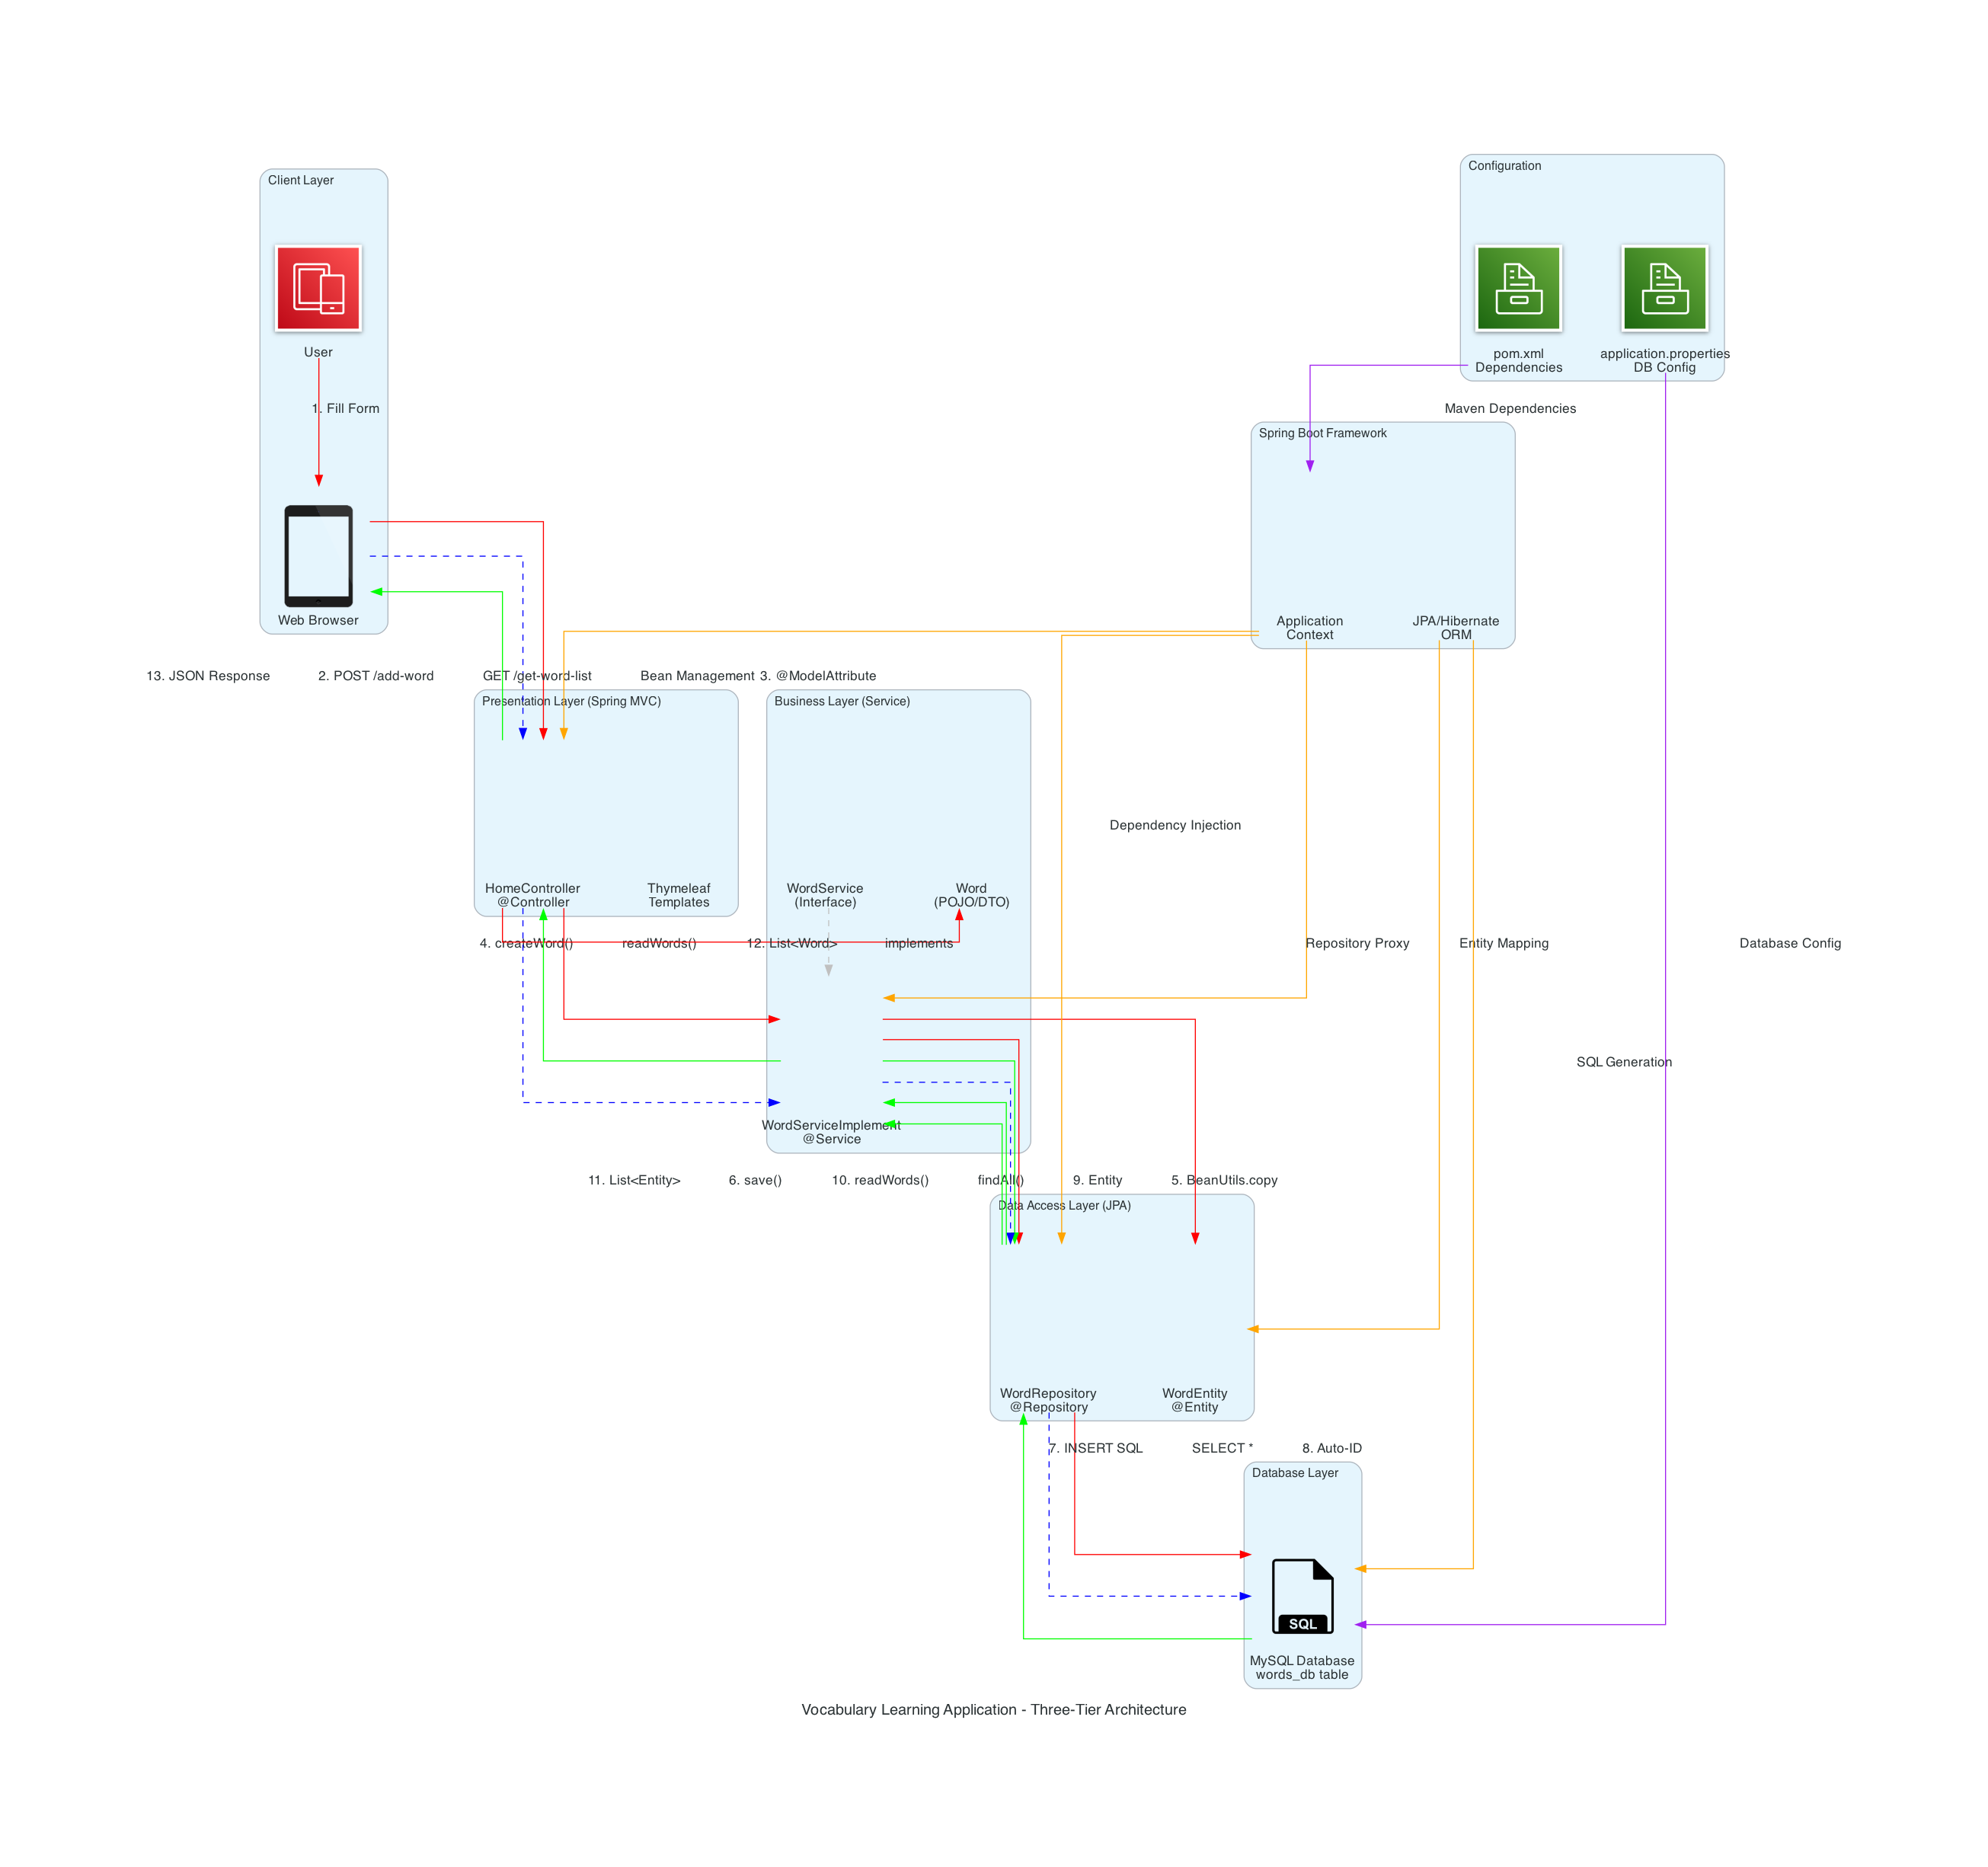 Configuration
Client Layer
User
pom.xml
Dependencies
application.properties
DB Config
1. Fill Form
Maven Dependencies
Spring Boot Framework
Web Browser
Application
Context
JPA/Hibernate
ORM
13. JSON Response
2. POST /add-word
GET /get-word-list
Bean Management
3. @ModelAttribute
Presentation Layer (Spring MVC)
Business Layer (Service)
Dependency Injection
HomeController
@Controller
Thymeleaf
Templates
WordService
(Interface)
Word
(POJO/DTO)
4. createWord()
readWords()
12. List<Word>
implements
Repository Proxy
Entity Mapping
Database Config
SQL Generation
WordServiceImplement
@Service
11. List<Entity>
6. save()
10. readWords()
findAll()
9. Entity
5. BeanUtils.copy
Data Access Layer (JPA)
WordRepository
@Repository
WordEntity
@Entity
7. INSERT SQL
SELECT *
8. Auto-ID
Database Layer
SQL
MySQL Database
words_db table
Vocabulary Learning Application - Three-Tier Architecture